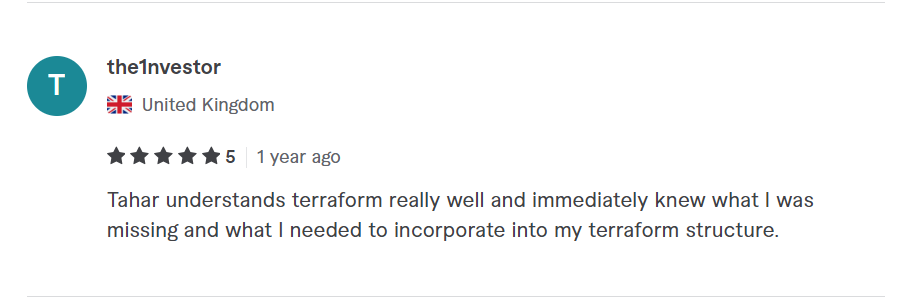 T
the1nvestor
United Kingdom
5 1 year ago
Tahar understands terraform really well and immediately knew what I was
missing and what I needed to incorporate into my terraform structure.